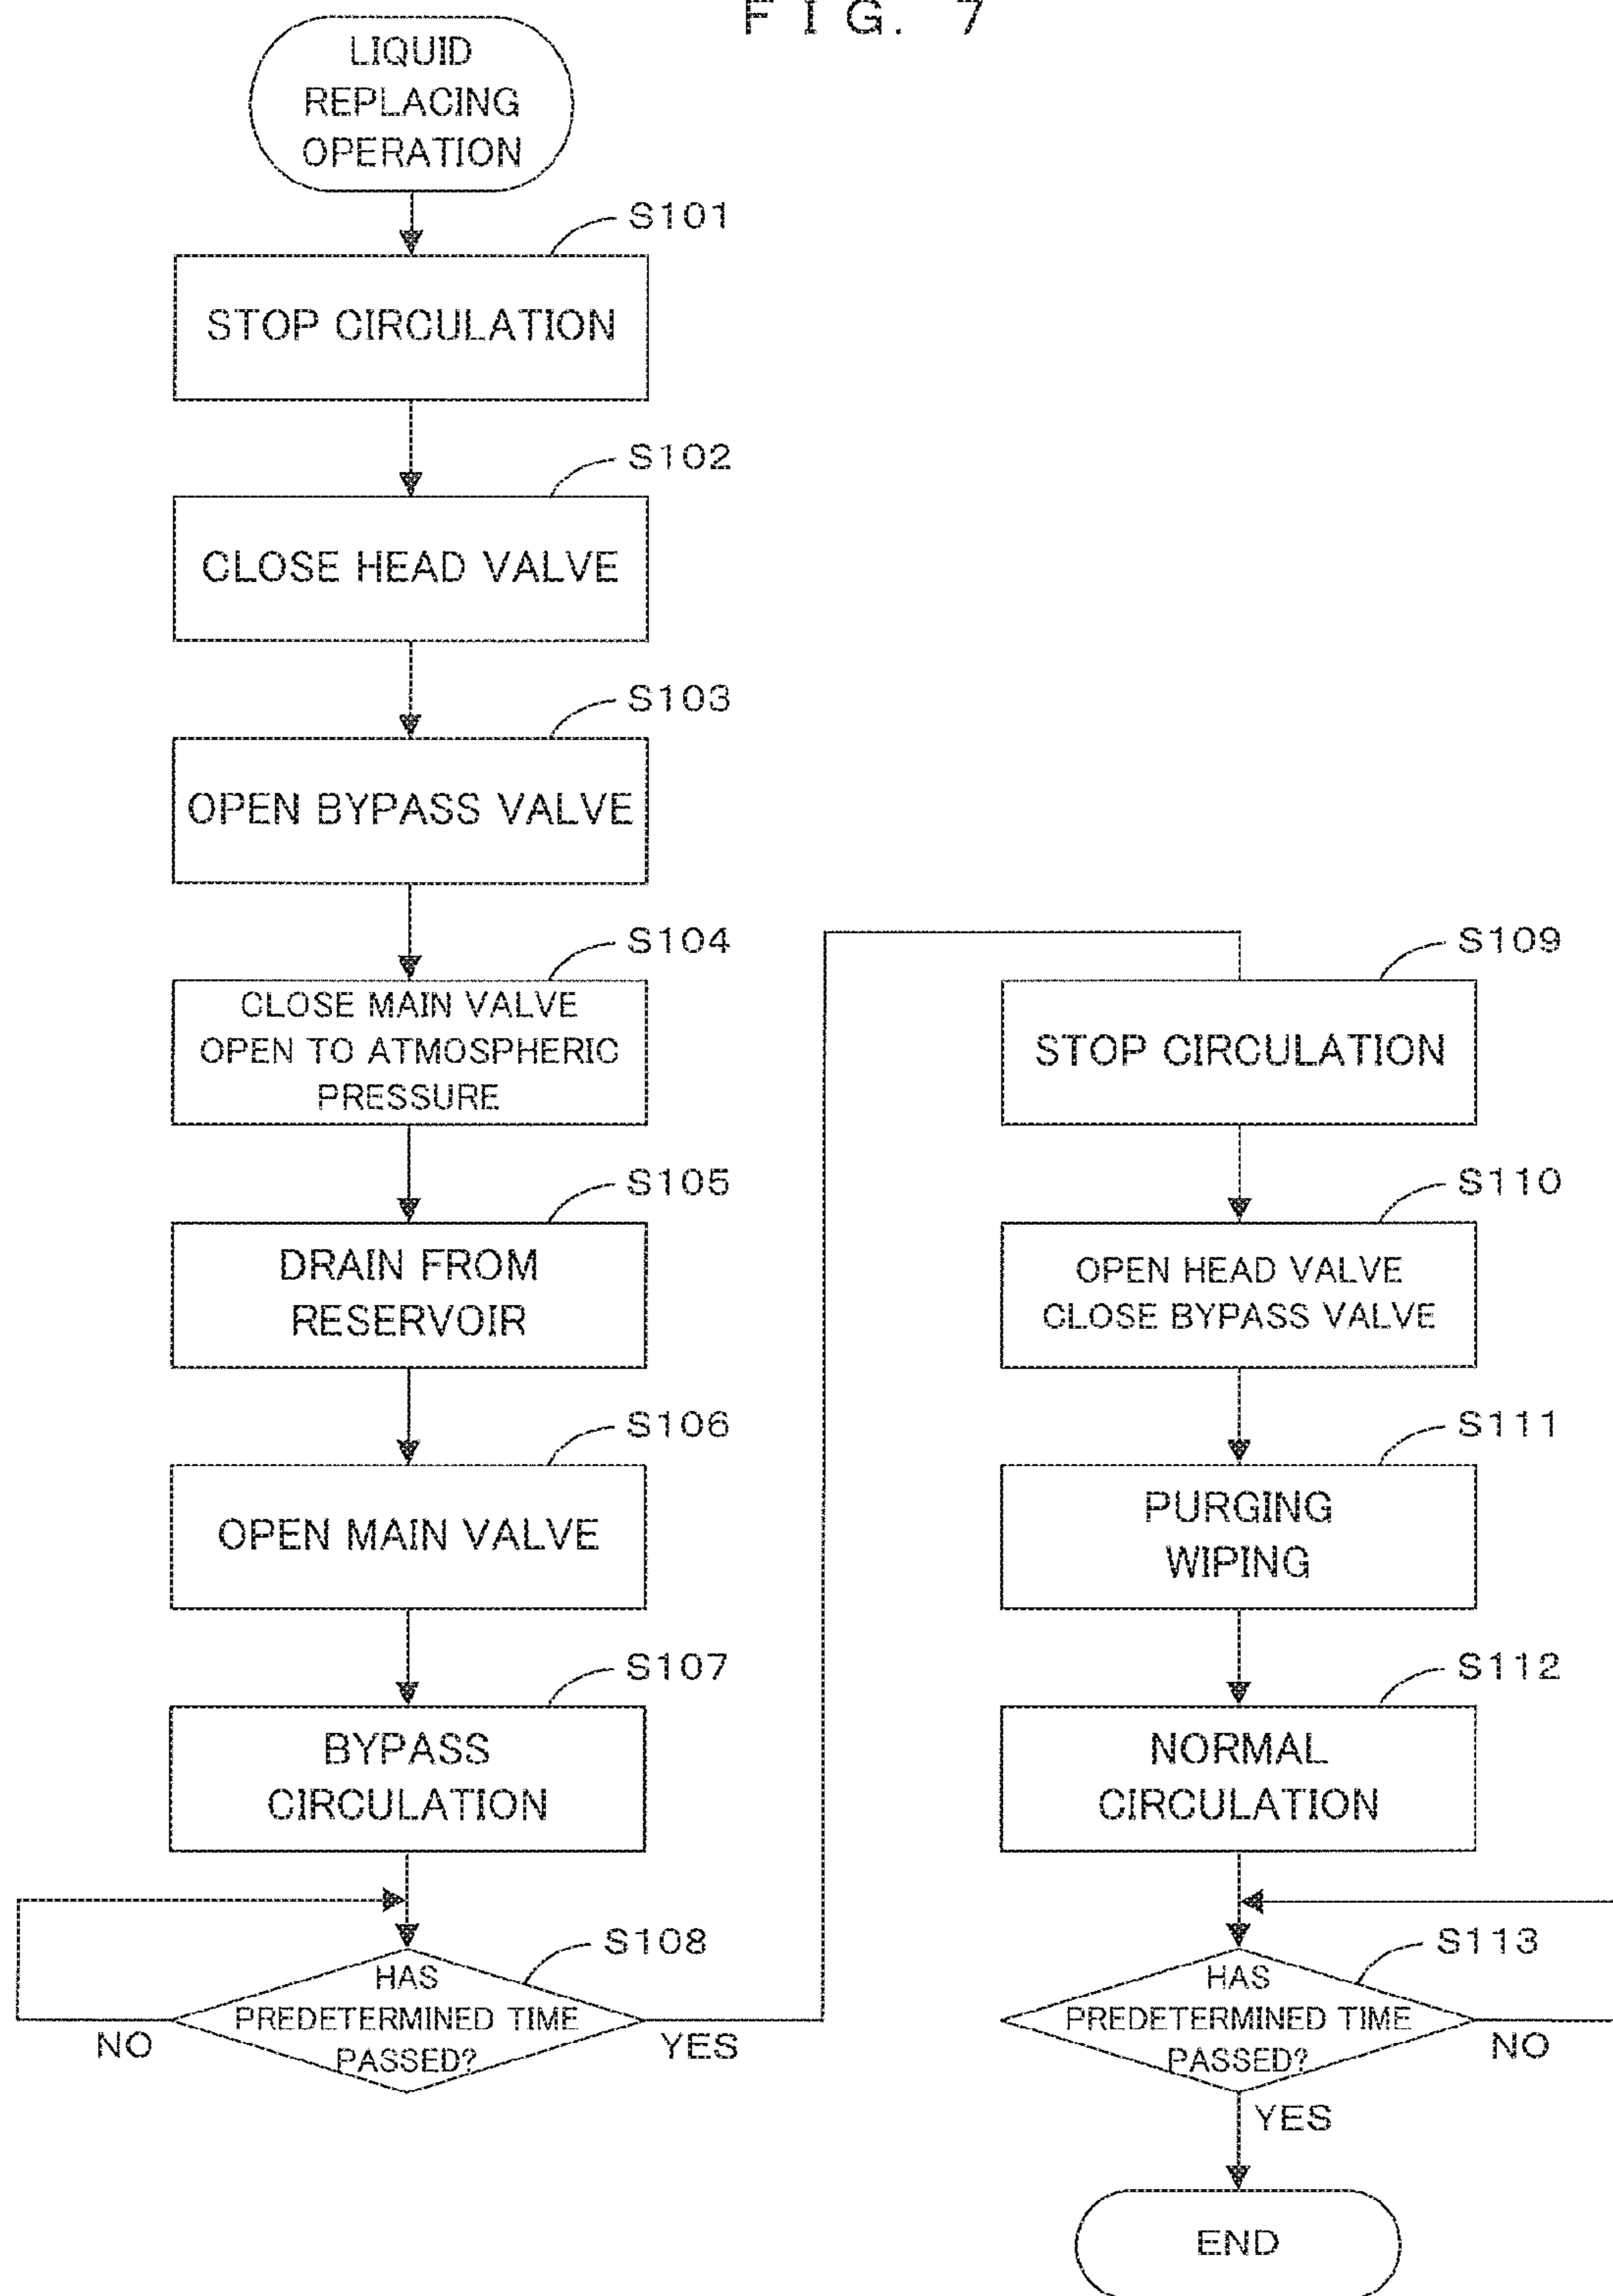 FIG. 7
LIQUID
REPLACING
OPERATION
S101
STOP CIRCULATION
S102
CLOSE HEAD VALVE
S103
OPEN BYPASS VALVE
S104
CLOSE MAIN VALVE
OPEN TO ATMOSPHERIC
PRESSURE
S105
DRAIN FROM
RESERVOIR
S106
OPEN MAIN VALVE
S107
BYPASS
CIRCULATION
S108
HAS
PREDETERMINED TIME
PASSED?
NO
YES
S109
STOP CIRCULATION
S110
OPEN HEAD VALVE
CLOSE BYPASS VALVE
S111
PURGING
WIPING
S112
NORMAL
CIRCULATION
S113
HAS
PREDETERMINED TIME
PASSED?
NO
YES
END